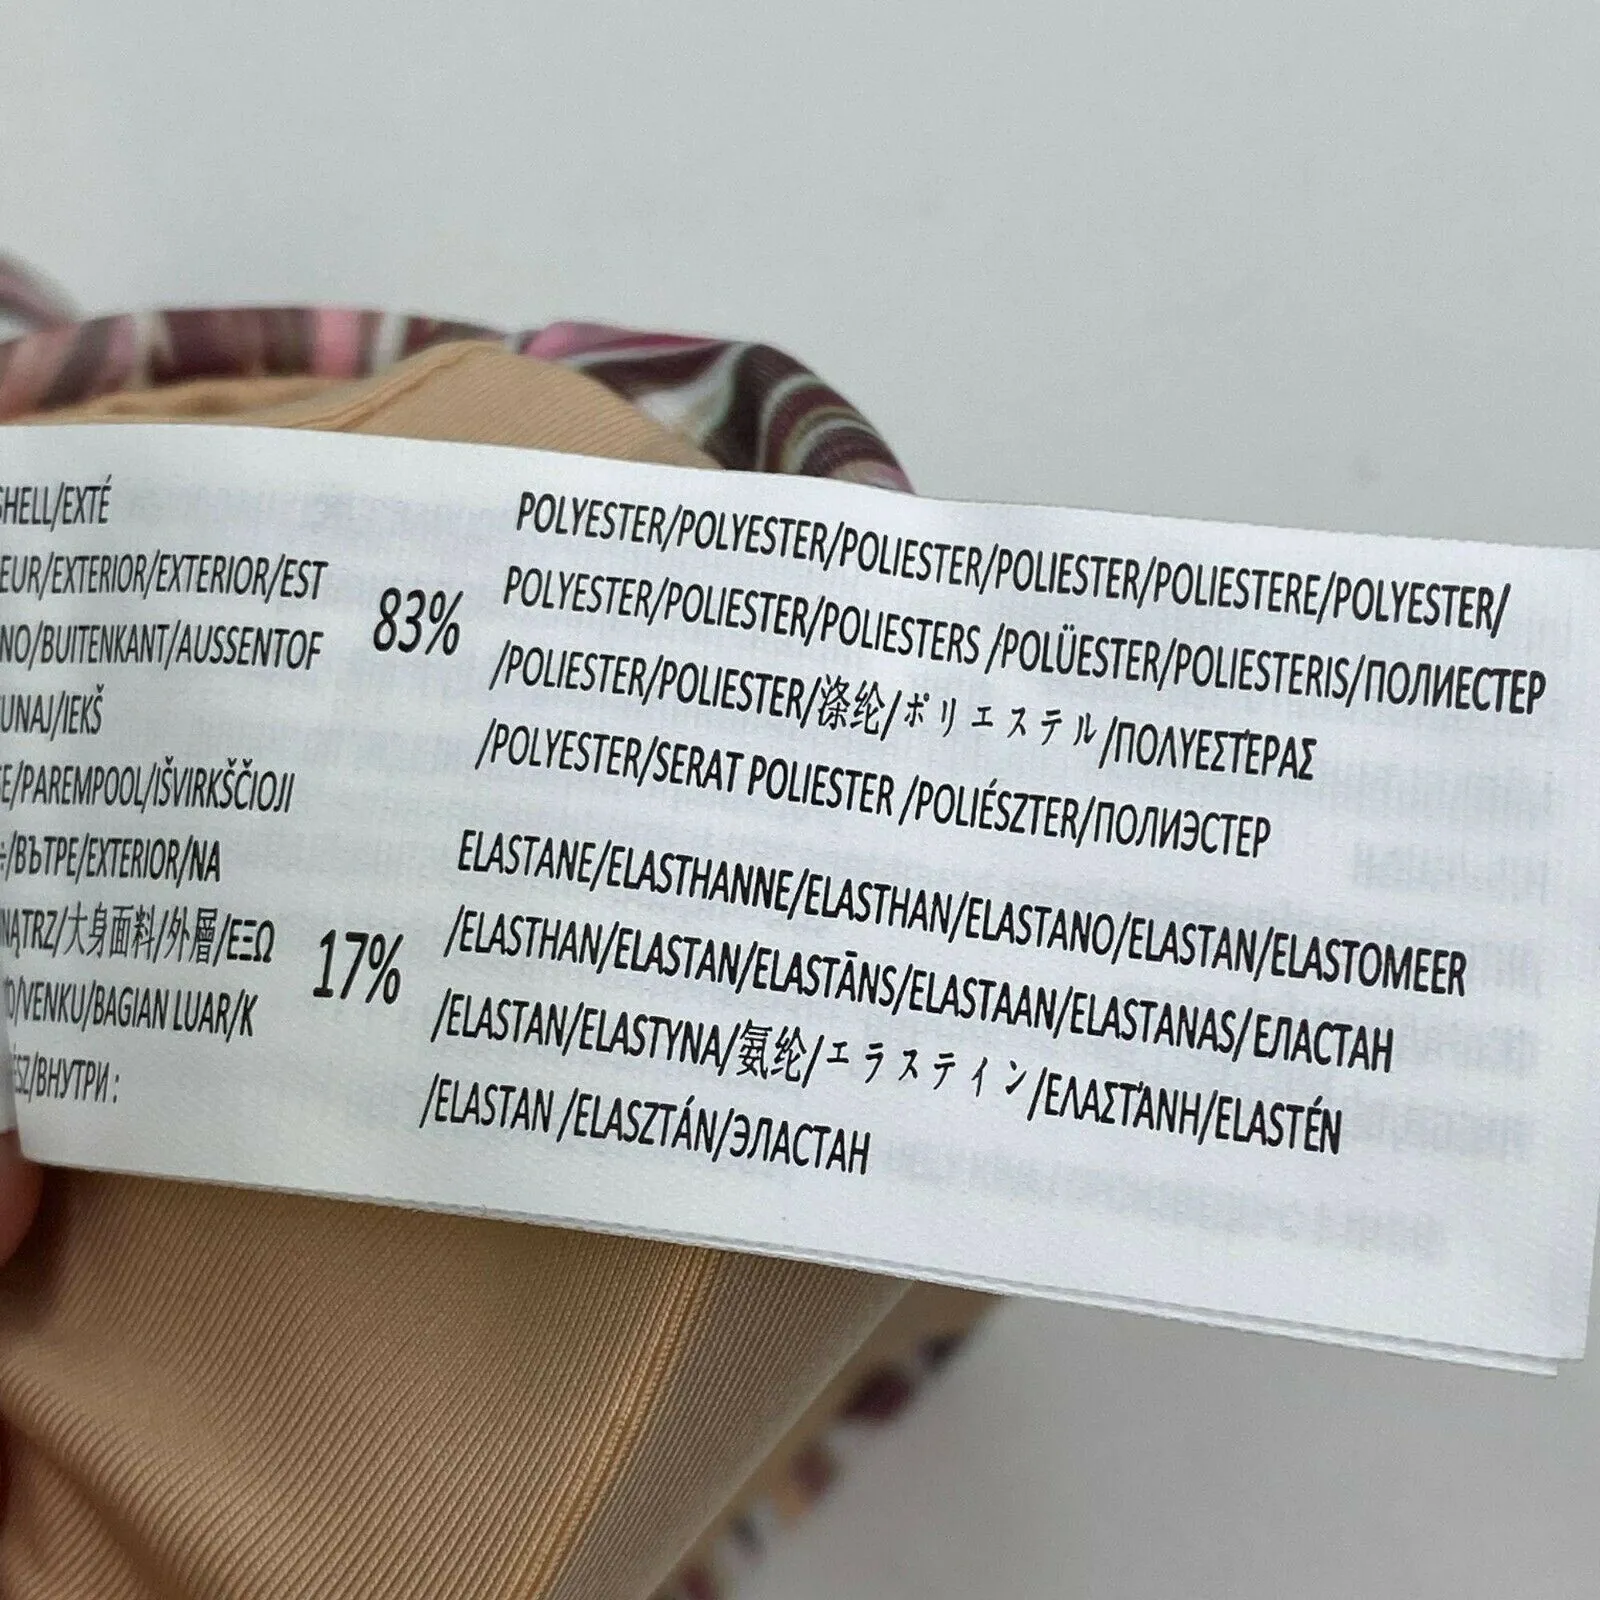 SHELL/EXTÉ
EUR/EXTERIOR/EXTERIOR/EST
NO/BUITENKANT/AUSSENTOF
UNAJ/IEKŠ
E/PAREMPOOL/IŠVIRKŠČIOJI
/ВЪТРЕ/EXTERIOR/NA
NĄTRZ/大身面料/外層/ΕΞΩ
/VENKU/BAGIAN LUAR/K
ÉSZ/ВНУТРИ :
83%
POLYESTER/POLYESTER/POLIESTER/POLIESTER/POLIESTERE/POLYESTER/
POLYESTER/POLIESTER/POLIESTERS /POLÜESTER/POLIESTERIS/ПОЛИЕСТЕР
/POLIESTER/POLIESTER/涤纶/ポリエステル/ΠΟΛΥΕΣΤΈΡΑΣ
/POLYESTER/SERAT POLIESTER /POLIÉSZTER/ПОЛИЭСТЕР
17%
ELASTANE/ELASTHANNE/ELASTHAN/ELASTANO/ELASTAN/ELASTOMEER
/ELASTHAN/ELASTAN/ELASTĀNS/ELASTAAN/ELASTANAS/ЕЛАСТАН
/ELASTAN/ELASTYNA/氨纶/エラスティン/ΕΛΑΣΤΆΝΗ/ELASTÉN
/ELASTAN /ELASZTÁN/ЭЛАСТАН